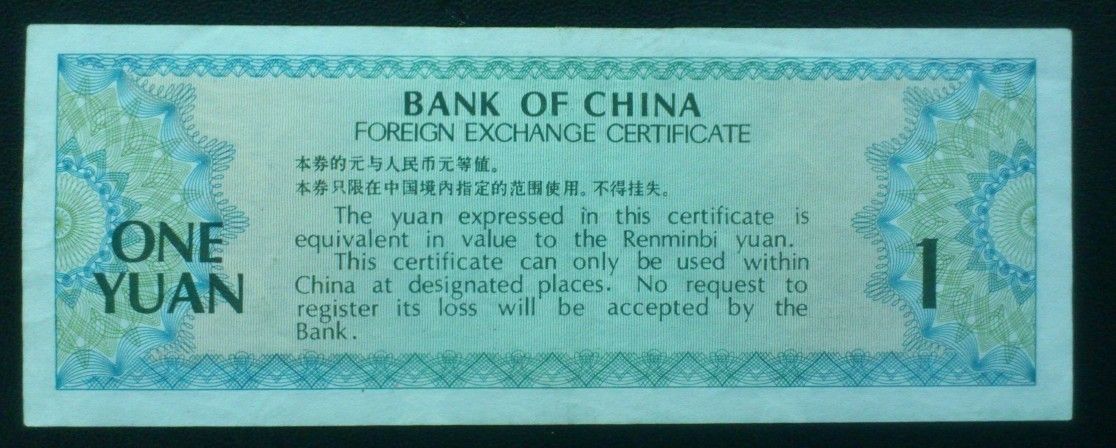 BANK OF CHINA
FOREIGN EXCHANGE CERTIFICATE
本券的元与人民币元等值。
本券只限在中国境内指定的范围使用。不得挂失。
The yuan expressed in this certificate is
equivalent in value to the Renminbi yuan.
This certificate can only be used within
China at designated places. No request to
register its loss will be accepted by the
Bank.
ONE
YUAN
1